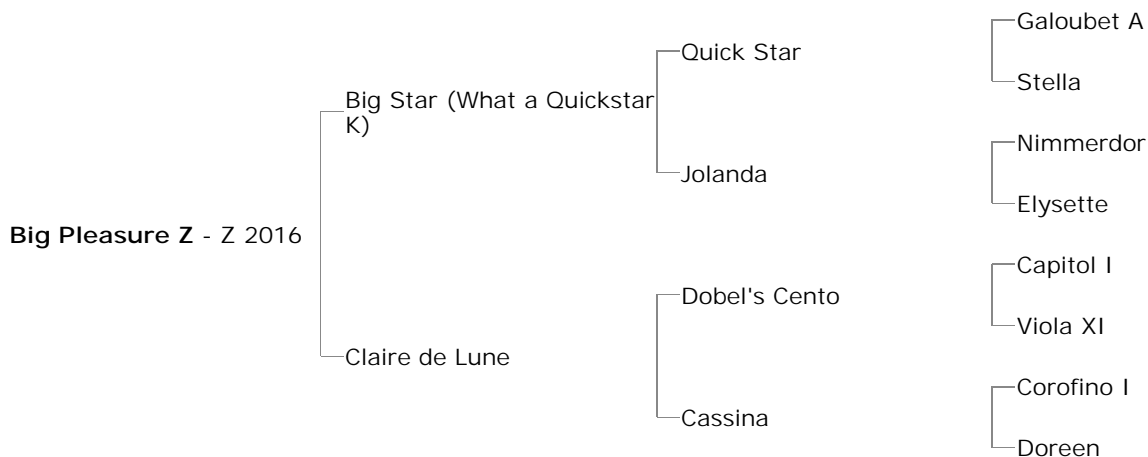 Galoubet A
Quick Star
Stella
Big Star (What a Quickstar
K)
Nimmerdor
Jolanda
Elysette
Big Pleasure Z - Z 2016
Capitol I
Dobel's Cento
Viola XI
Claire de Lune
Corofino I
Cassina
Doreen